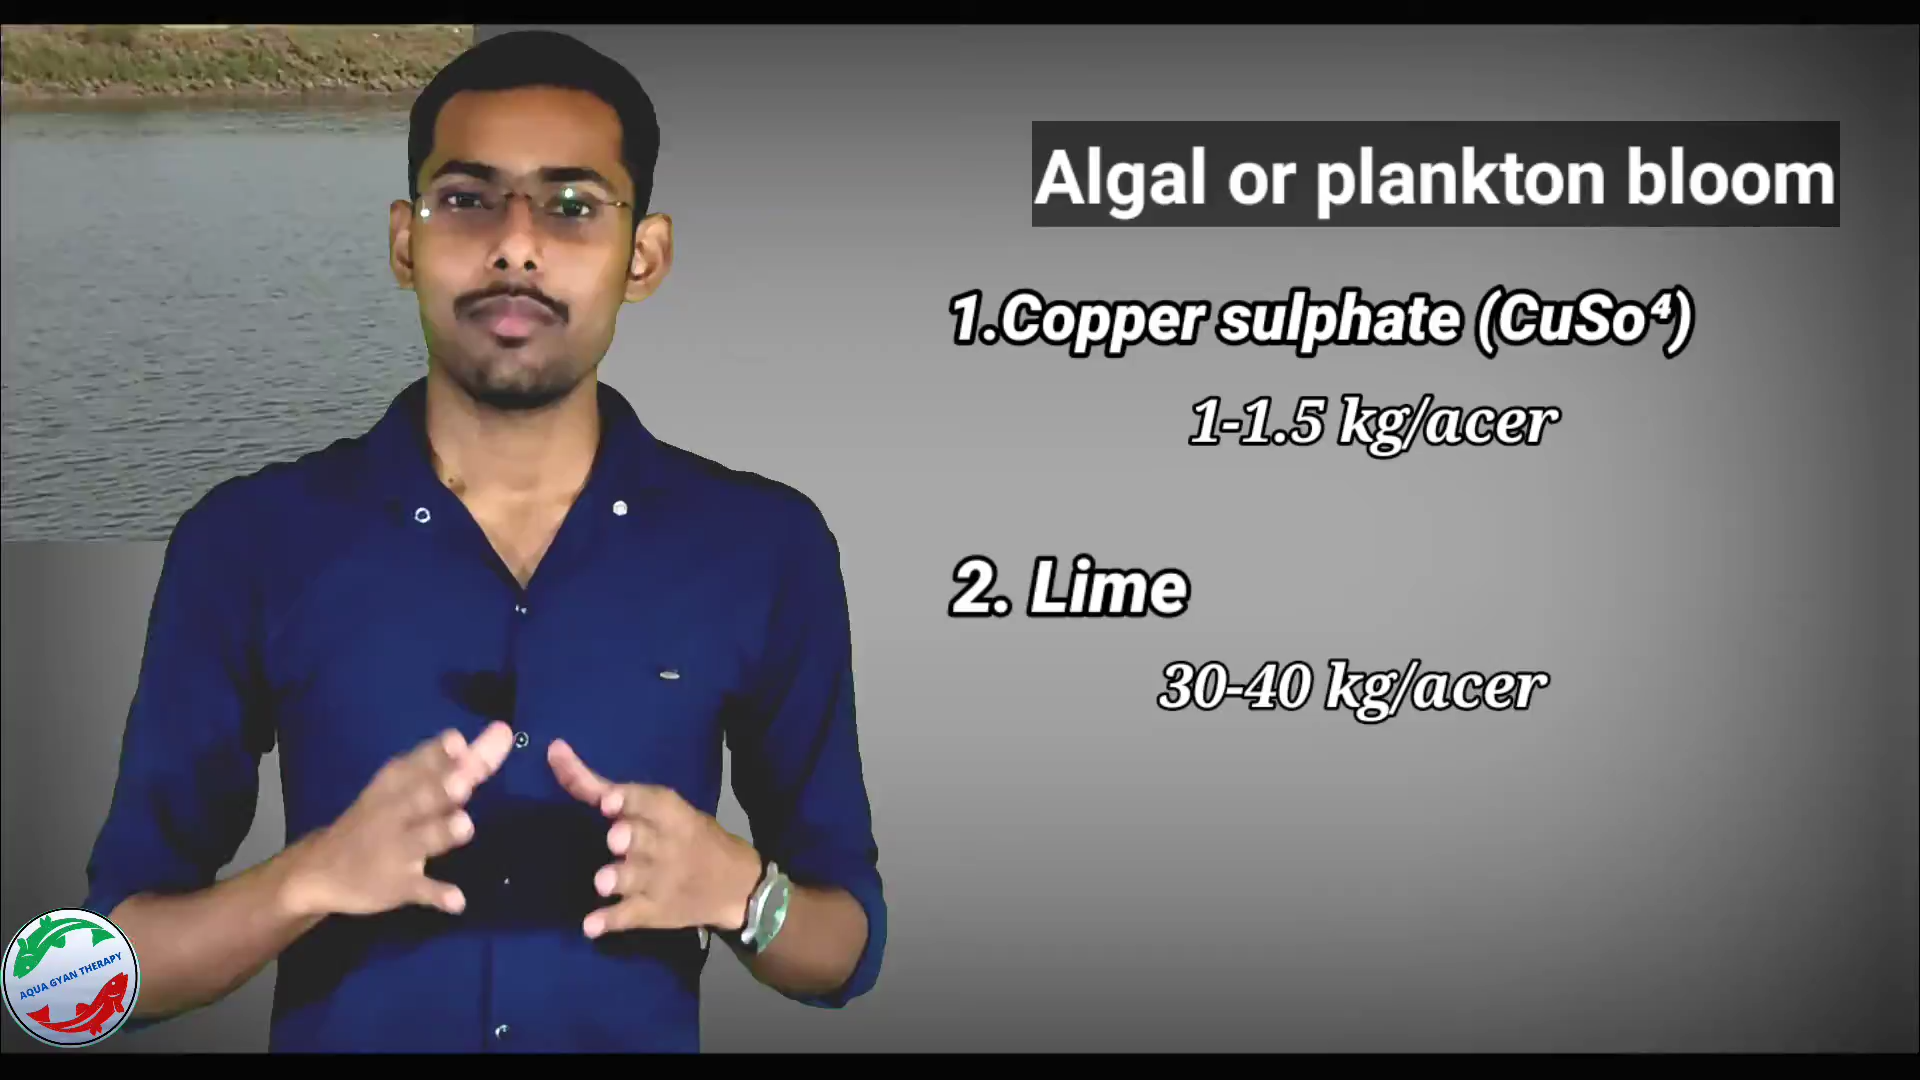 Algal or plankton bloom
1.Copper sulphate (CuSo⁴)
1-1.5 kg/acer
2. Lime
30-40 kg/acer
AQUA GYAN THERAPY